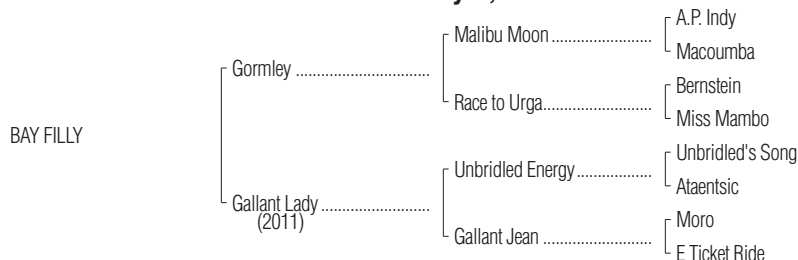 A.P. Indy
Malibu Moon ........................
Macoumba
Gormley ................................
Bernstein
Race to Urga..........................
Miss Mambo
BAY FILLY
Unbridled's Song
Unbridled Energy ..................
Ataentsic
Gallant Lady ..........................
(2011)
Moro
Gallant Jean ..........................
E Ticket Ride